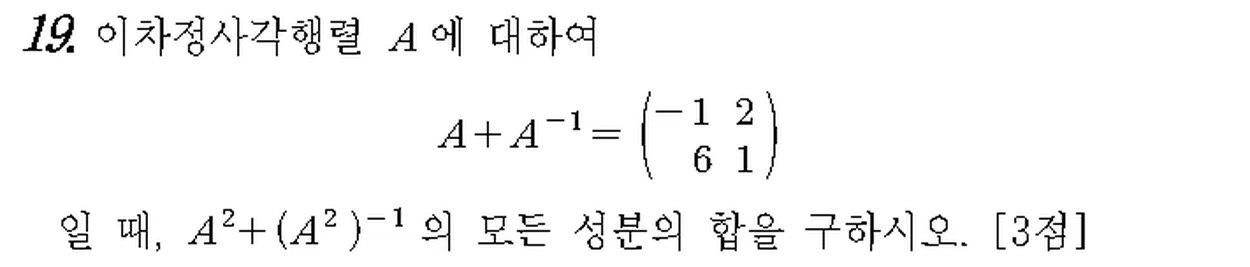 19. 이차정사각행렬 A에 대하여
A+A⁻¹= (−1 2
6 1)
일 때, A²+(A²)⁻¹의 모든 성분의 합을 구하시오. [3점]